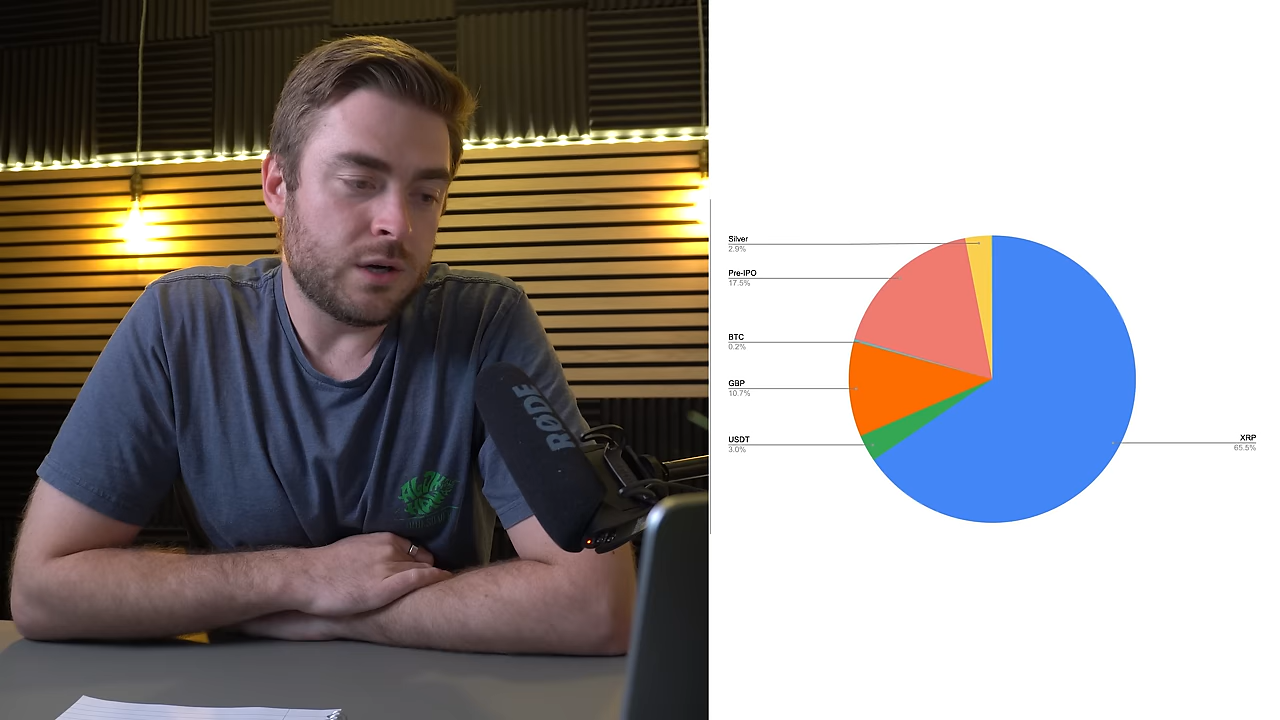 RØDE
Silver
2.9%
Pre-IPO
17.5%
BTC
0.2%
GBP
10.7%
USDT
3.0%
XRP
65.5%